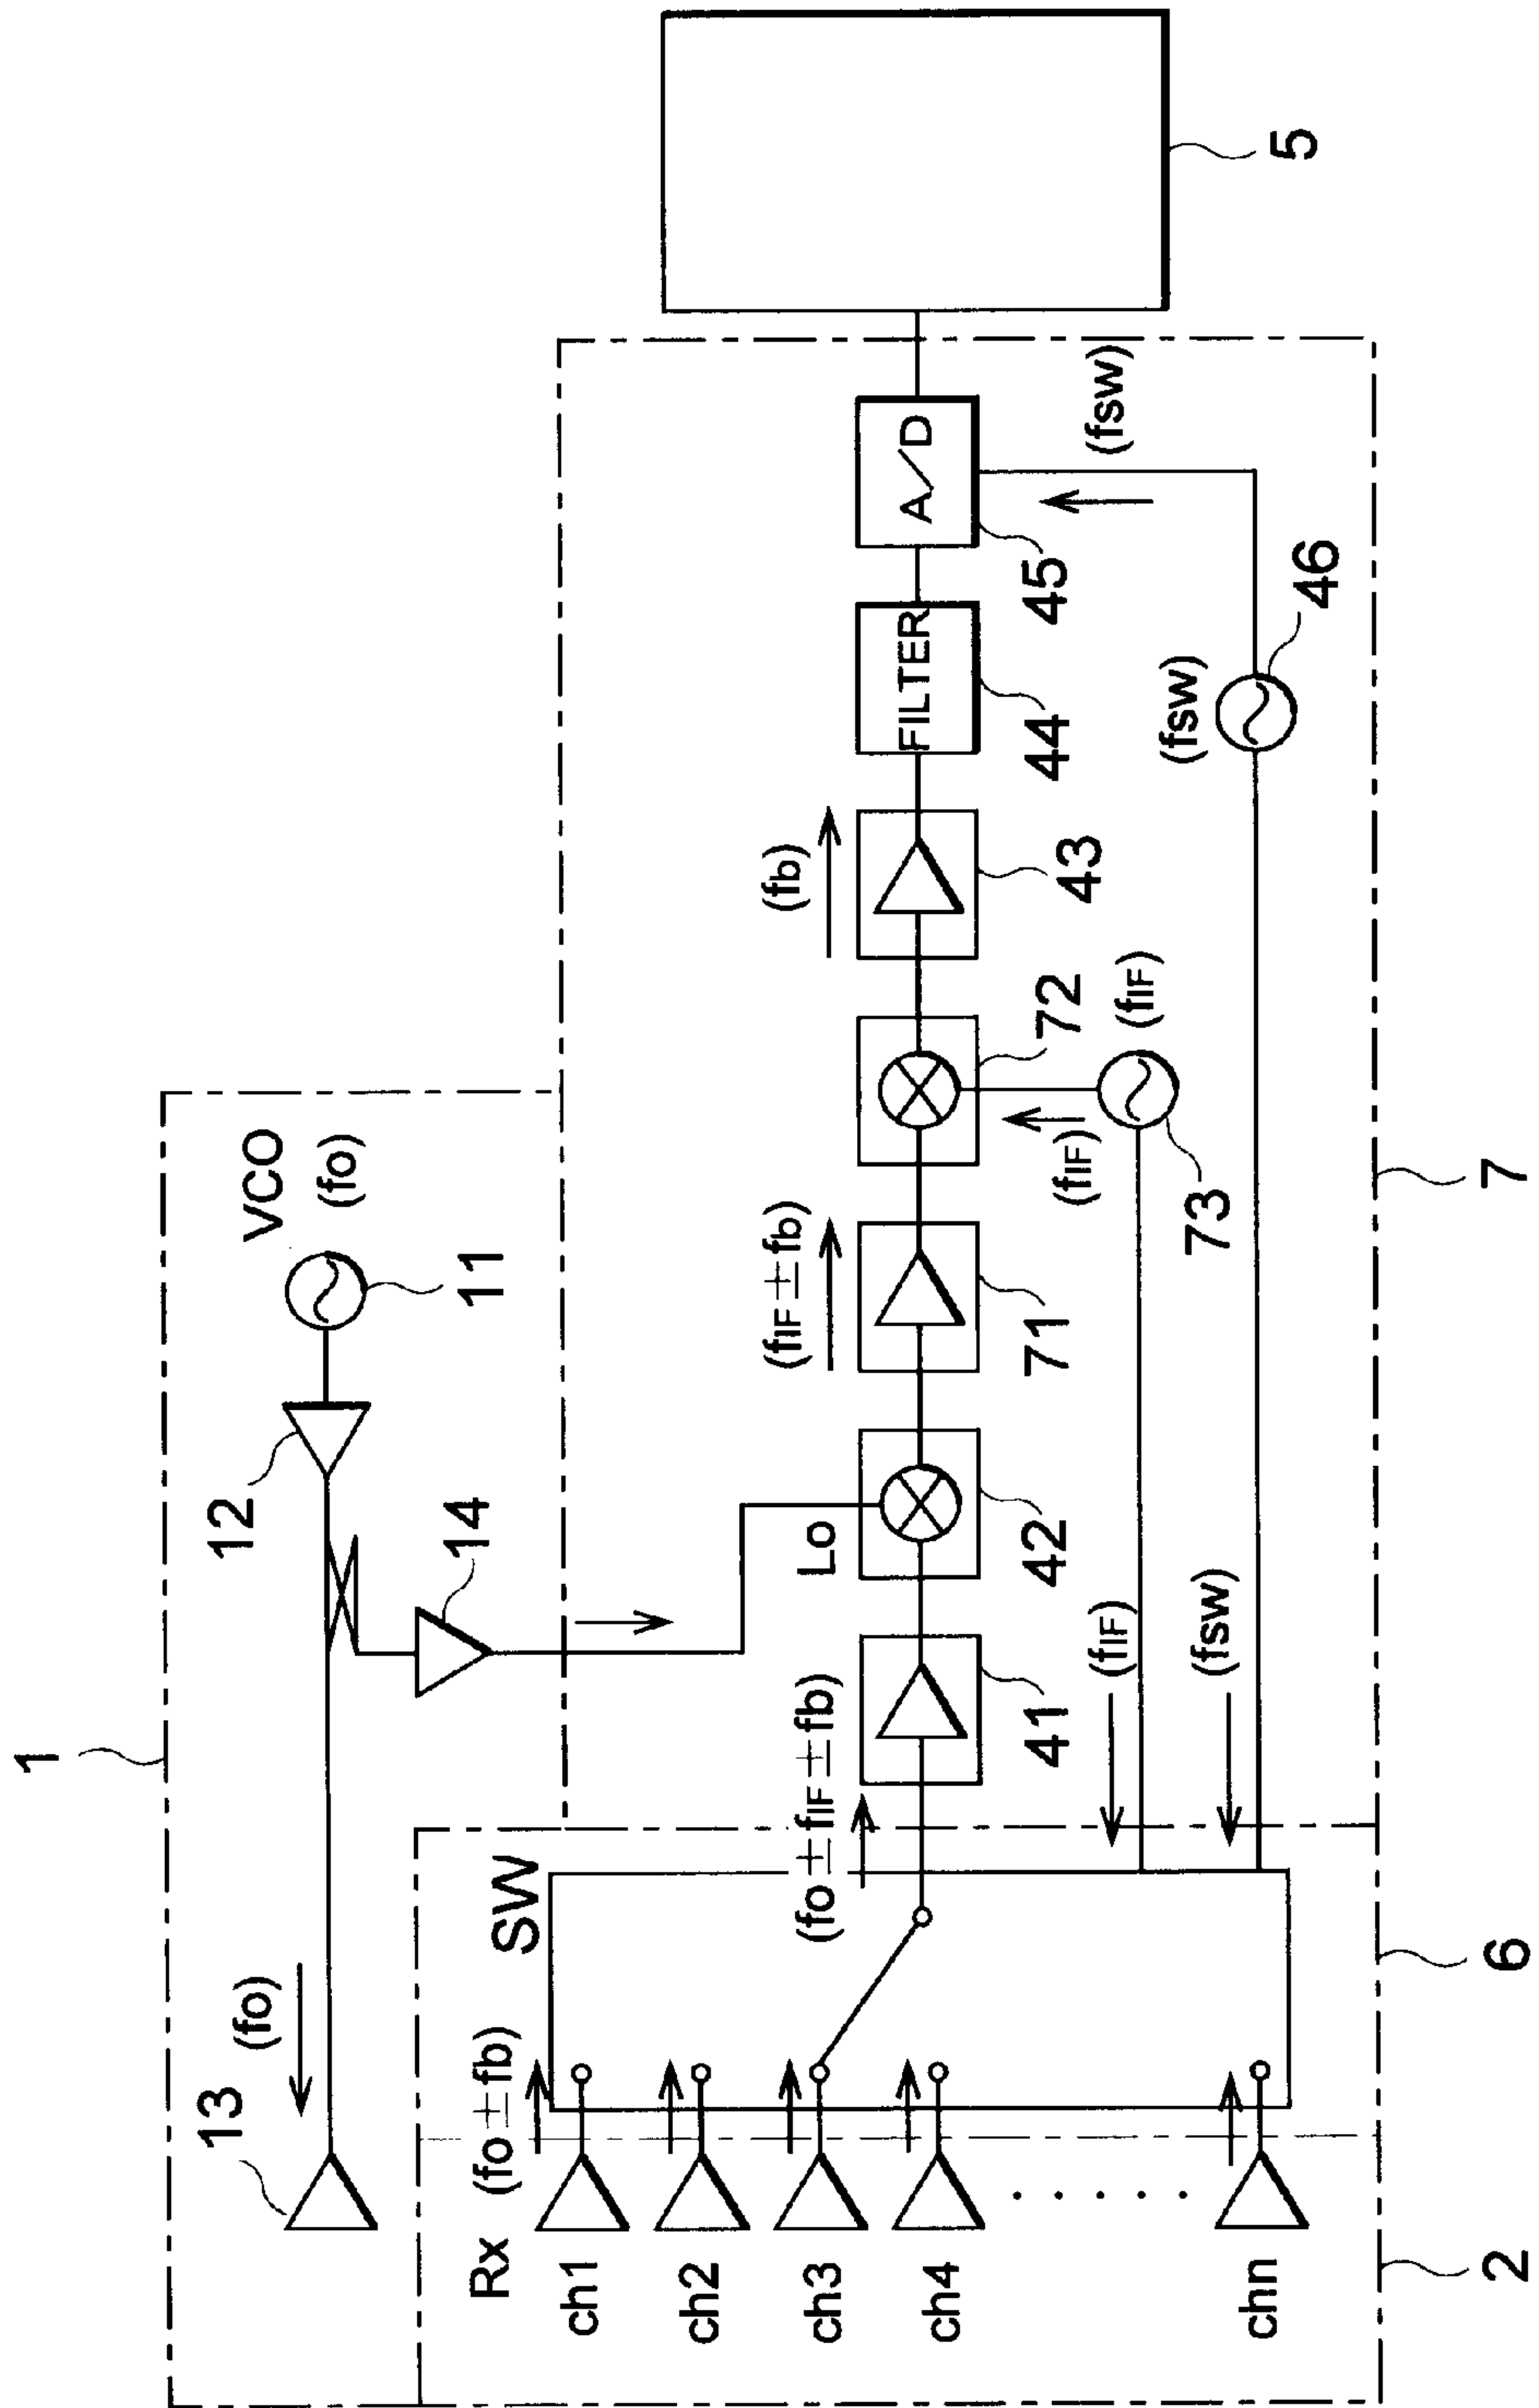 1
VCO
(fo)
11
12
14
(fo)
13
Lo
Rx
(fo±fb)
SW
(fo±fIF±fb)
(fIF±fb)
(fb)
ch1
ch2
ch3
ch4
· · · · ·
chn
41
42
71
72
43
FILTER
44
A/D
45
5
(fIF)
(fIF)
(fIF)
73
(fsw)
(fsw)
(fsw)
46
2
6
7